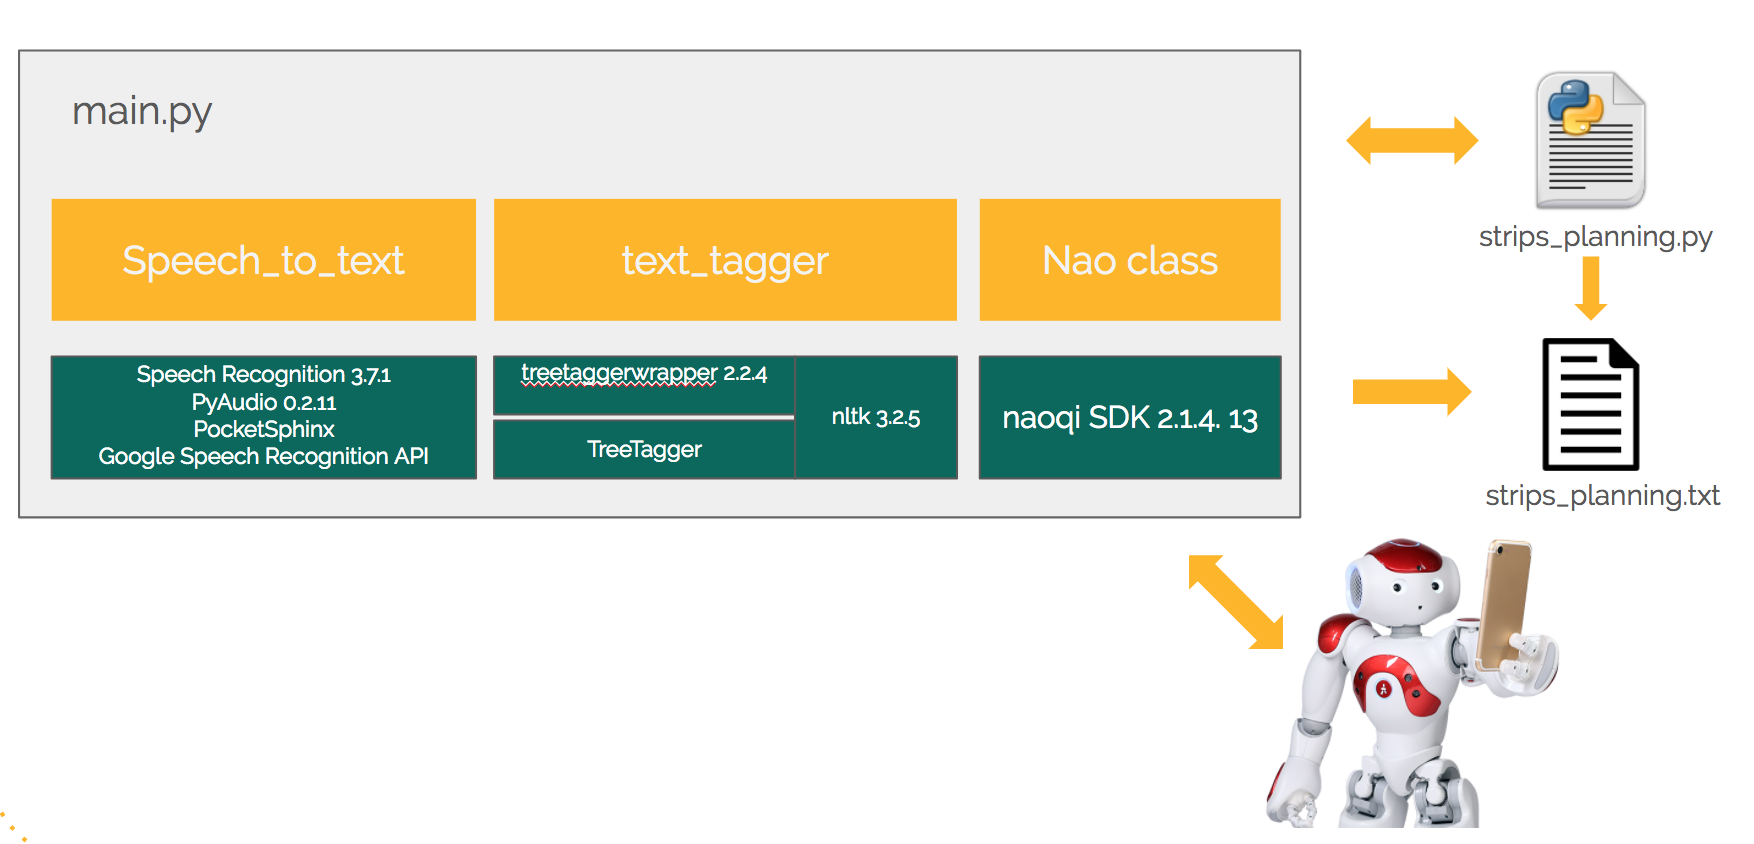 main.py
Speech_to_text
text_tagger
Nao class
Speech Recognition 3.7.1
PyAudio 0.2.11
PocketSphinx
Google Speech Recognition API
treetaggerwrapper 2.2.4
TreeTagger
nltk 3.2.5
naoqi SDK 2.1.4. 13
strips_planning.py
strips_planning.txt